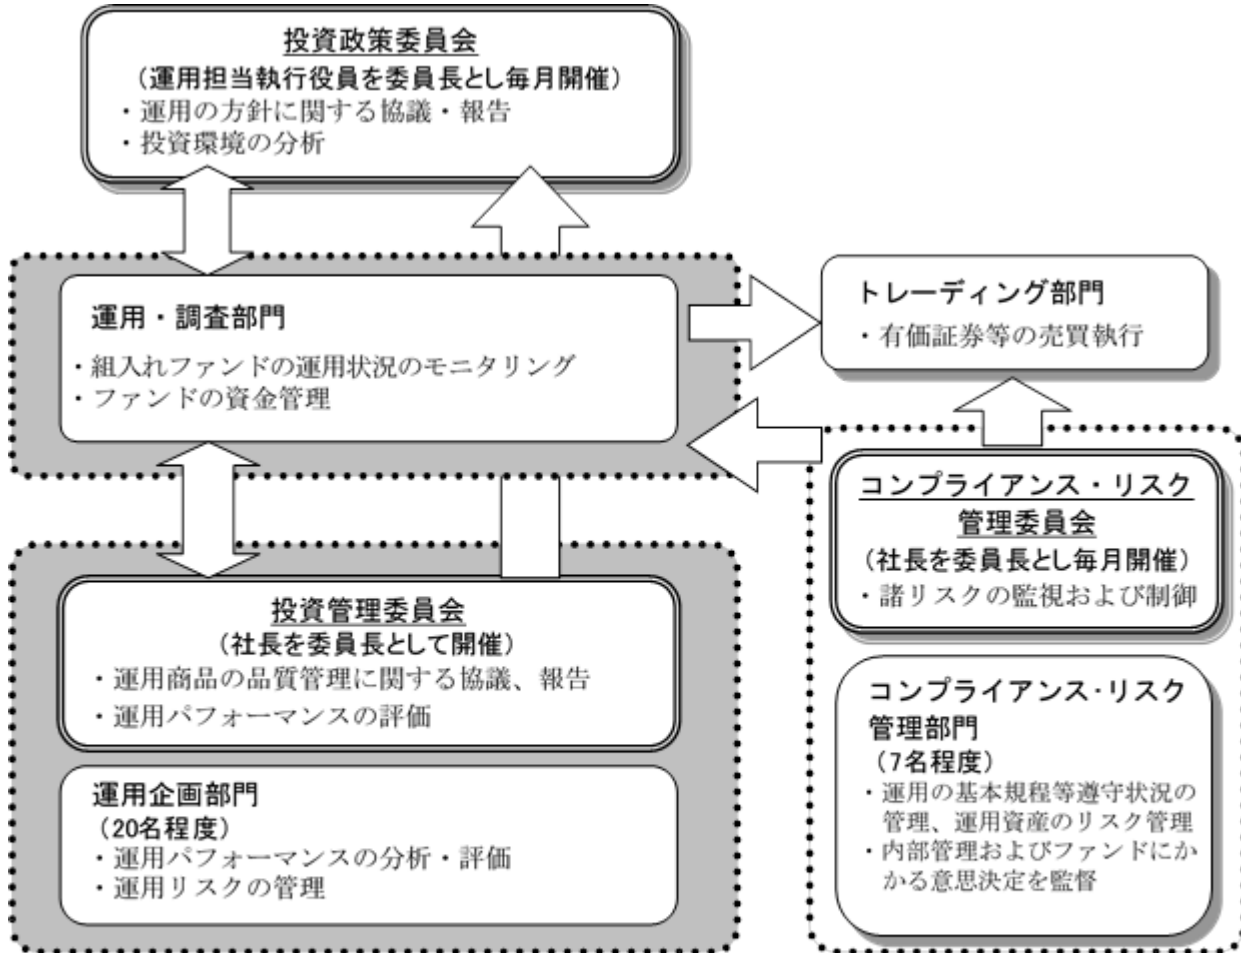 投資政策委員会
(運用担当執行役員を委員長とし毎月開催)
・運用の方針に関する協議・報告
・投資環境の分析
運用・調査部門
・組入れファンドの運用状況のモニタリング
・ファンドの資金管理
トレーディング部門
・有価証券等の売買執行
コンプライアンス・リスク
管理委員会
(社長を委員長とし毎月開催)
・諸リスクの監視および制御
投資管理委員会
(社長を委員長として開催)
・運用商品の品質管理に関する協議、報告
・運用パフォーマンスの評価
運用企画部門
(20名程度)
・運用パフォーマンスの分析・評価
・運用リスクの管理
コンプライアンス・リスク
管理部門
(7名程度)
・運用の基本規程等遵守状況の
管理、運用資産のリスク管理
・内部管理およびファンドにか
かる意思決定を監督